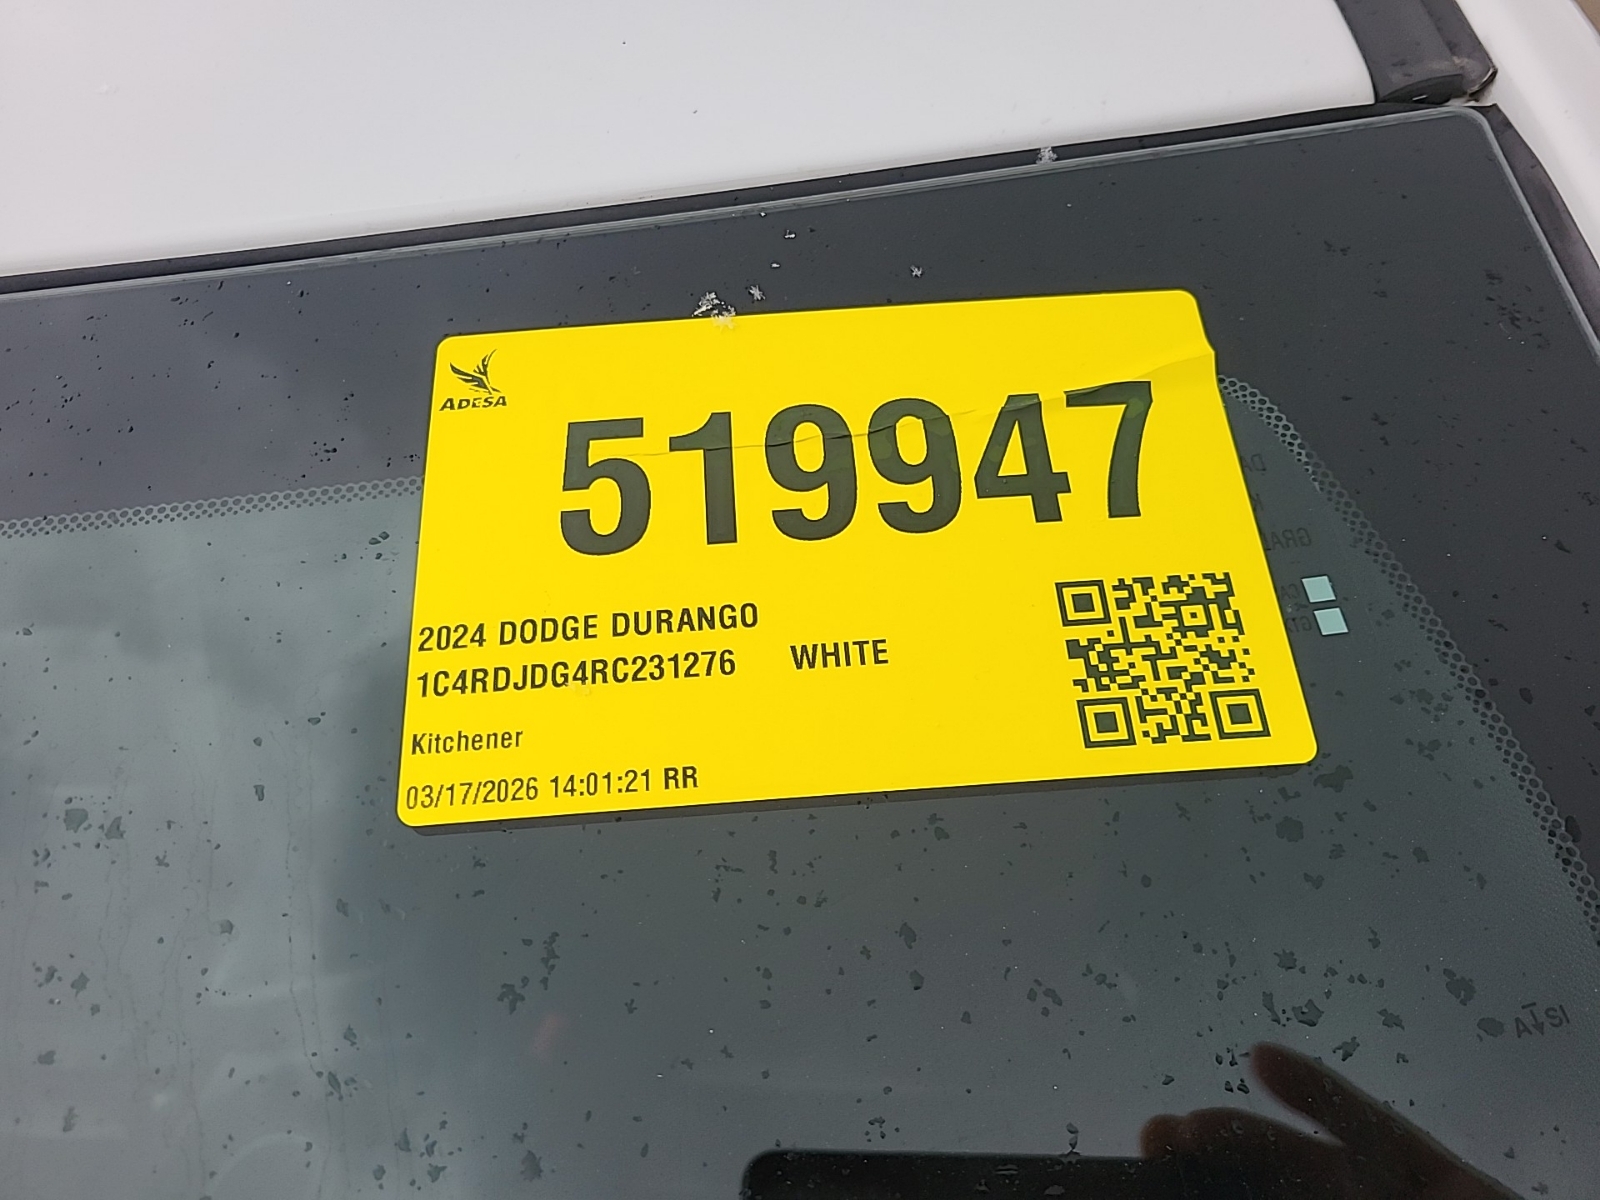 ADESA
519947
2024 DODGE DURANGO
1C4RDJDG4RC231276 WHITE
Kitchener
03/17/2026 14:01:21 RR